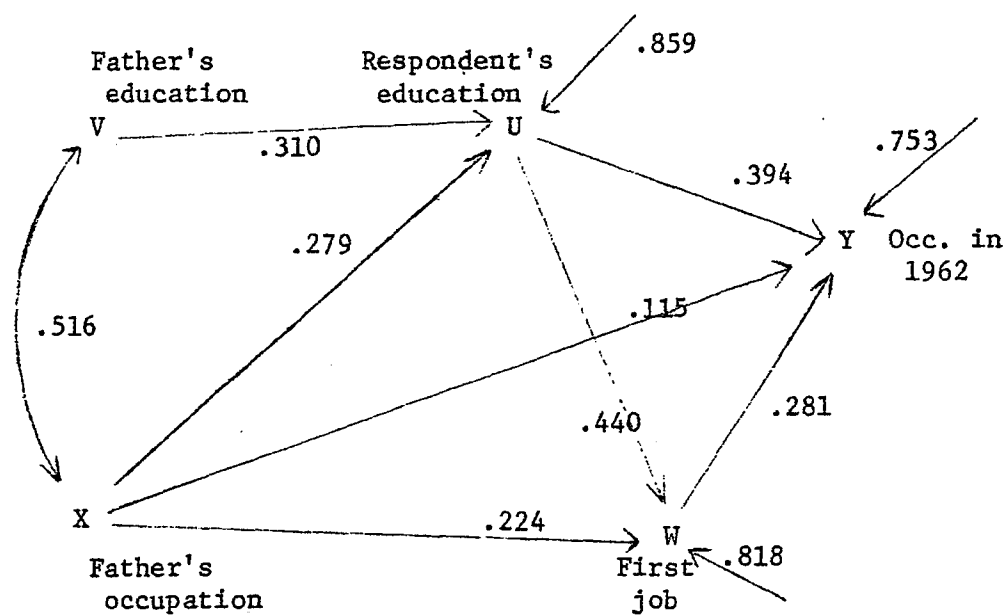 .859
Father's
education
V
Respondent's
education
U
.310
.753
.394
.279
Y Occ. in
1962
.516
.115
.281
.440
X
.224
W
Father's
occupation
First
job
.818